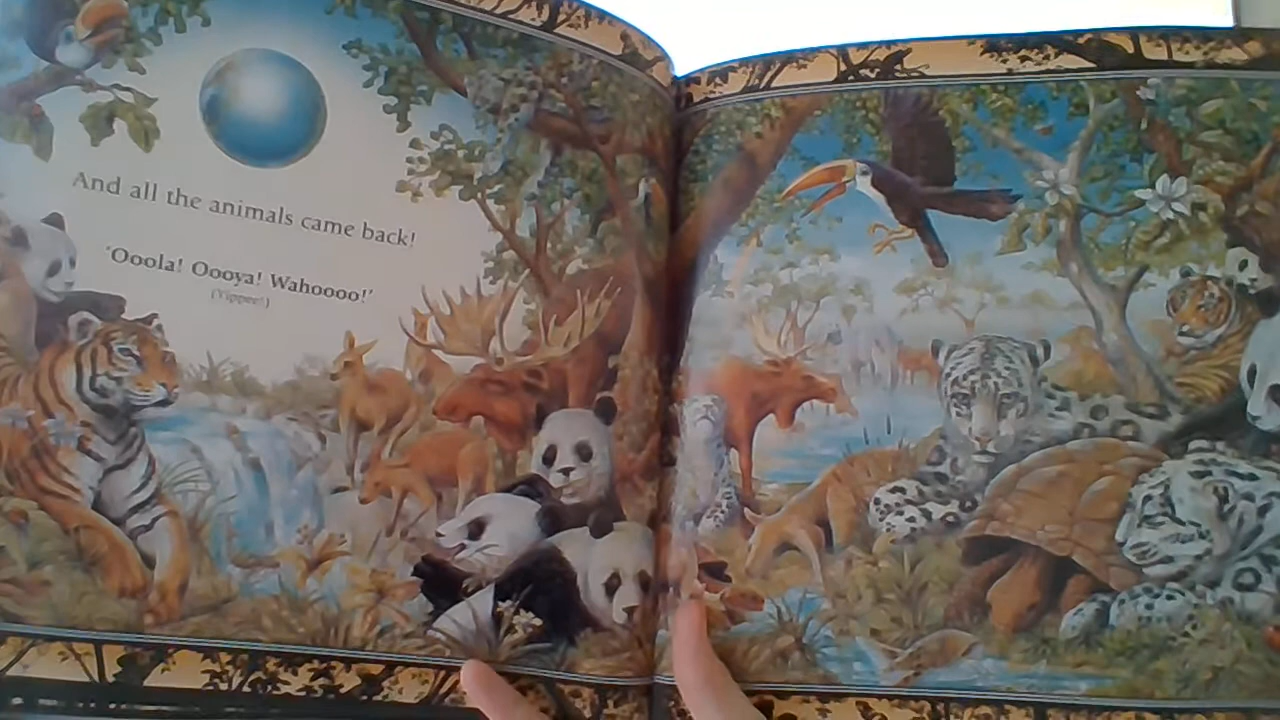 And all the animals came back!
‘Ooola! Oooya! Wahoooo!’
(Yippee!)